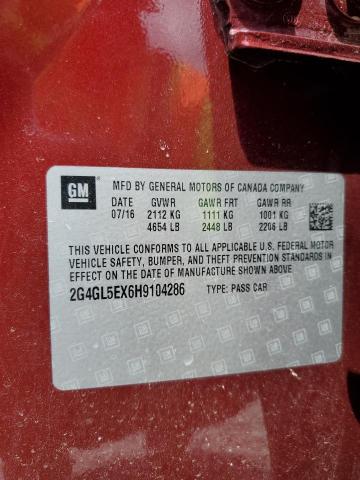 GM MFD BY GENERAL MOTORS OF CANADA COMPANY
DATE GVWR GAWR FRT GAWR RR
07/16 2112 KG 1111 KG 1001 KG
4654 LB 2448 LB 2206 LB
THIS VEHICLE CONFORMS TO ALL APPLICABLE U.S. FEDERAL MOTOR
VEHICLE SAFETY, BUMPER, AND THEFT PREVENTION STANDARDS IN
EFFECT ON THE DATE OF MANUFACTURE SHOWN ABOVE.
2G4GL5EX6H9104286 TYPE: PASS CAR